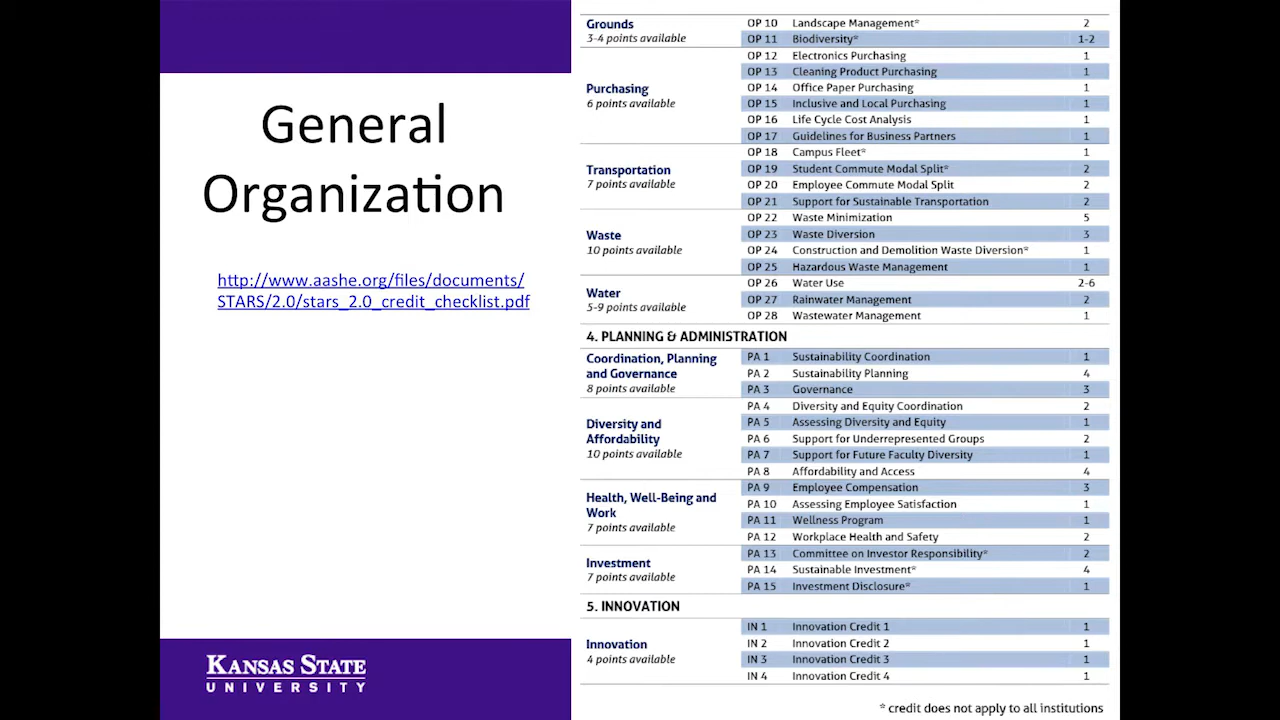 General
Organization
http://www.aashe.org/files/documents/
STARS/2.0/stars_2.0_credit_checklist.pdf
KANSAS STATE
UNIVERSITY
Grounds
3-4 points available
OP 10 Landscape Management* 2
OP 11 Biodiversity* 1-2
Purchasing
6 points available
OP 12 Electronics Purchasing 1
OP 13 Cleaning Product Purchasing 1
OP 14 Office Paper Purchasing 1
OP 15 Inclusive and Local Purchasing 1
OP 16 Life Cycle Cost Analysis 1
OP 17 Guidelines for Business Partners 1
Transportation
7 points available
OP 18 Campus Fleet* 1
OP 19 Student Commute Modal Split* 2
OP 20 Employee Commute Modal Split 2
OP 21 Support for Sustainable Transportation 2
Waste
10 points available
OP 22 Waste Minimization 5
OP 23 Waste Diversion 3
OP 24 Construction and Demolition Waste Diversion* 1
OP 25 Hazardous Waste Management 1
Water
5-9 points available
OP 26 Water Use 2-6
OP 27 Rainwater Management 2
OP 28 Wastewater Management 1
4. PLANNING & ADMINISTRATION
Coordination, Planning
and Governance
8 points available
PA 1 Sustainability Coordination 1
PA 2 Sustainability Planning 4
PA 3 Governance 3
Diversity and
Affordability
10 points available
PA 4 Diversity and Equity Coordination 2
PA 5 Assessing Diversity and Equity 1
PA 6 Support for Underrepresented Groups 2
PA 7 Support for Future Faculty Diversity 1
PA 8 Affordability and Access 4
Health, Well-Being and
Work
7 points available
PA 9 Employee Compensation 3
PA 10 Assessing Employee Satisfaction 1
PA 11 Wellness Program 1
PA 12 Workplace Health and Safety 2
Investment
7 points available
PA 13 Committee on Investor Responsibility* 2
PA 14 Sustainable Investment* 4
PA 15 Investment Disclosure* 1
5. INNOVATION
Innovation
4 points available
IN 1 Innovation Credit 1 1
IN 2 Innovation Credit 2 1
IN 3 Innovation Credit 3 1
IN 4 Innovation Credit 4 1
* credit does not apply to all institutions